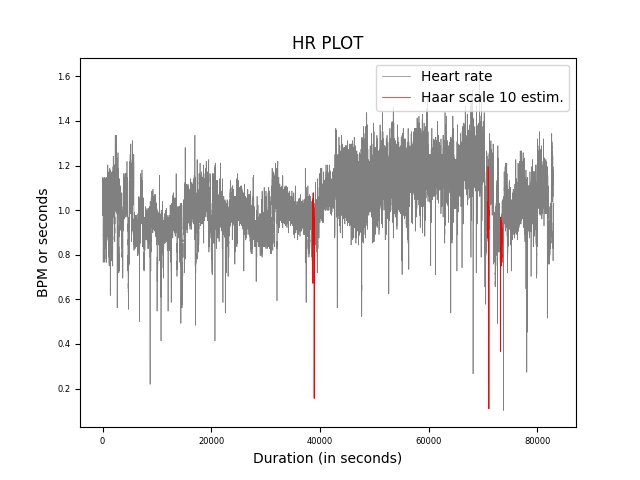 HR PLOT
Heart rate
Haar scale 10 estim.
1.6
1.4
1.2
1.0
0.8
0.6
0.4
0.2
BPM or seconds
0 20000 40000 60000 80000
Duration (in seconds)